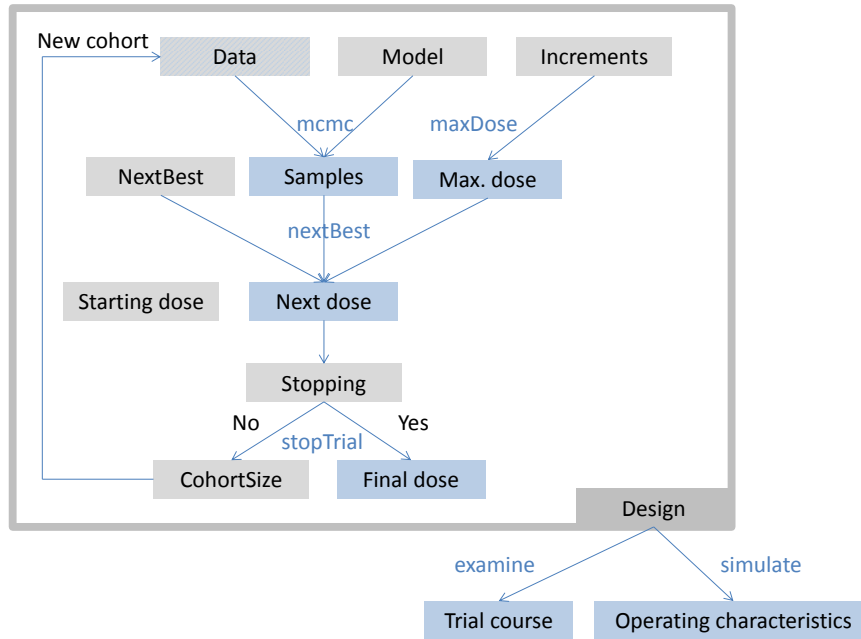 New cohort
Data
Model
Increments
mcmc
maxDose
NextBest
Samples
Max. dose
nextBest
Starting dose
Next dose
Stopping
No
Yes
stopTrial
CohortSize
Final dose
Design
examine
simulate
Trial course
Operating characteristics